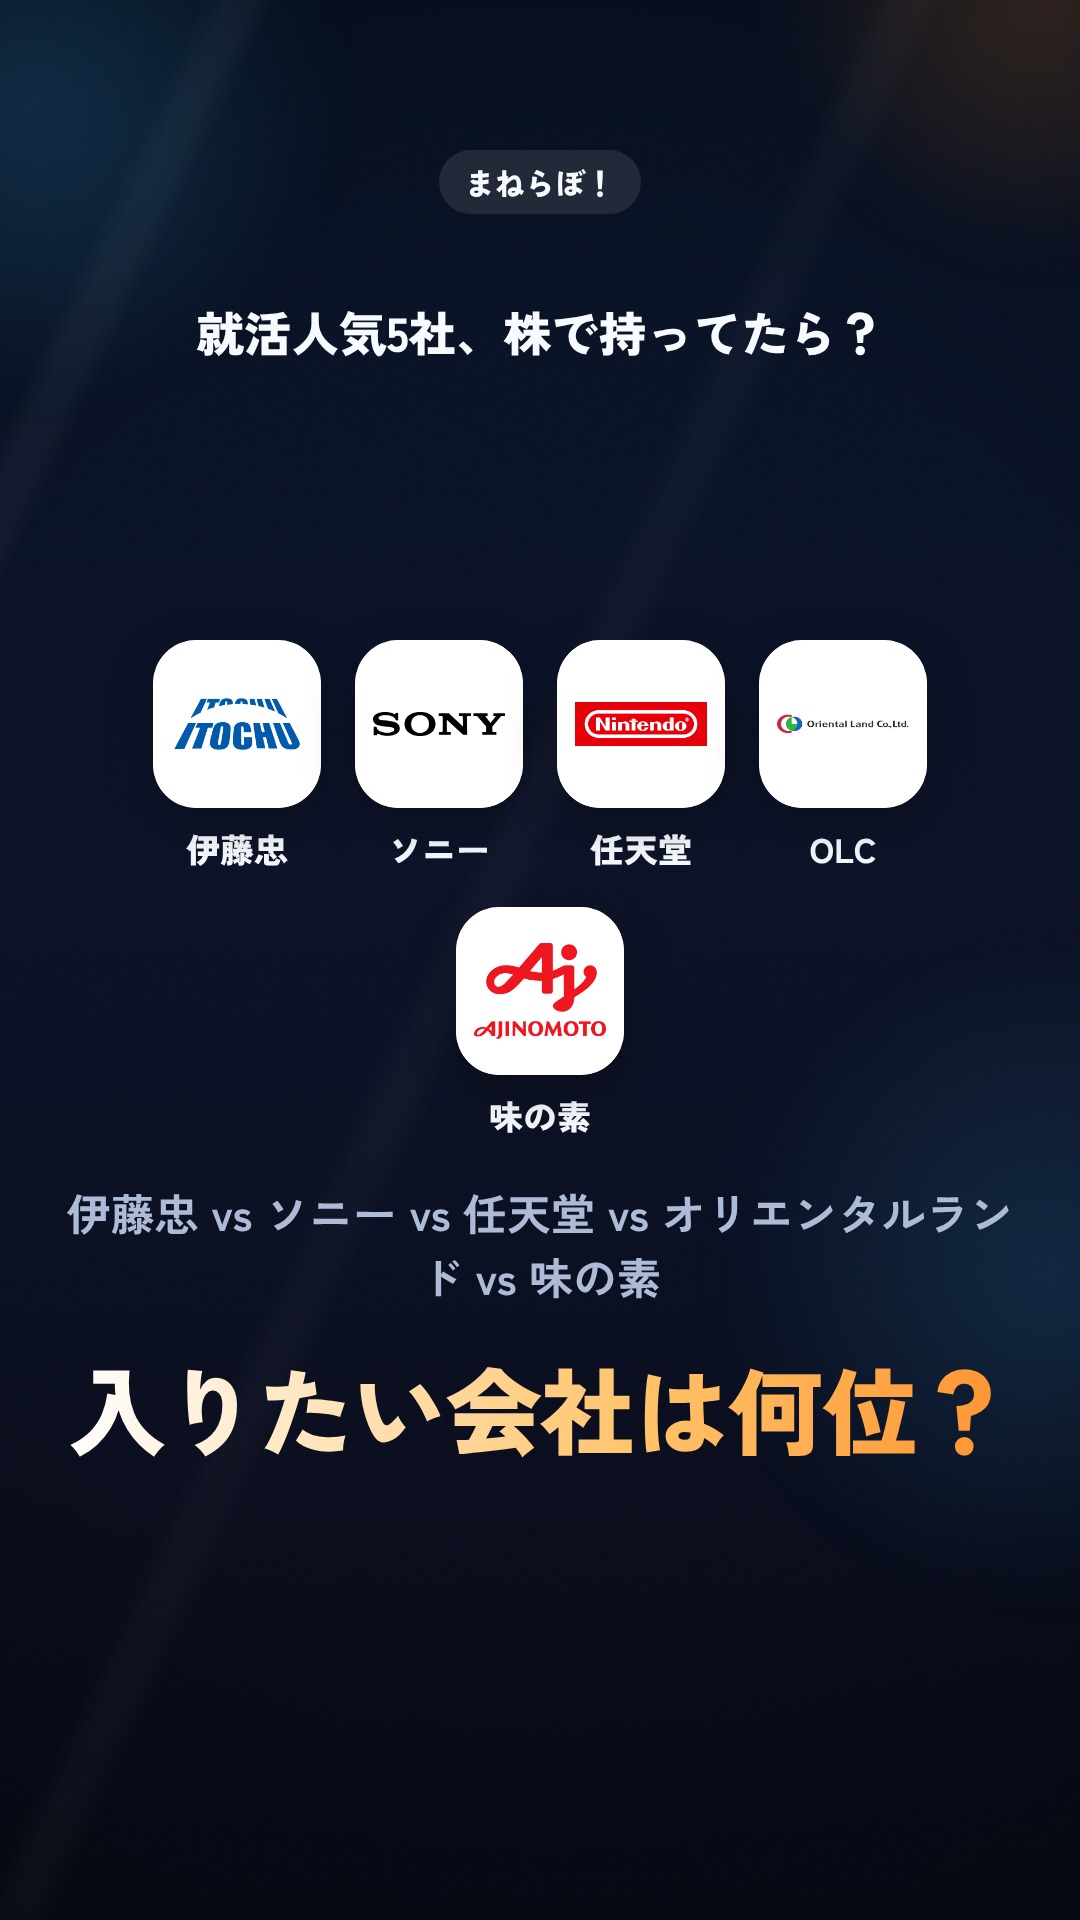 まねらぼ！
就活人気5社、株で持ってたら？
ITOCHU
ITOCHU
SONY
Nintendo
Oriental Land Co.,Ltd.
伊藤忠
ソニー
任天堂
OLC
Aj
AJINOMOTO
味の素
伊藤忠 vs ソニー vs 任天堂 vs オリエンタルラン
ド vs 味の素
入りたい会社は何位？